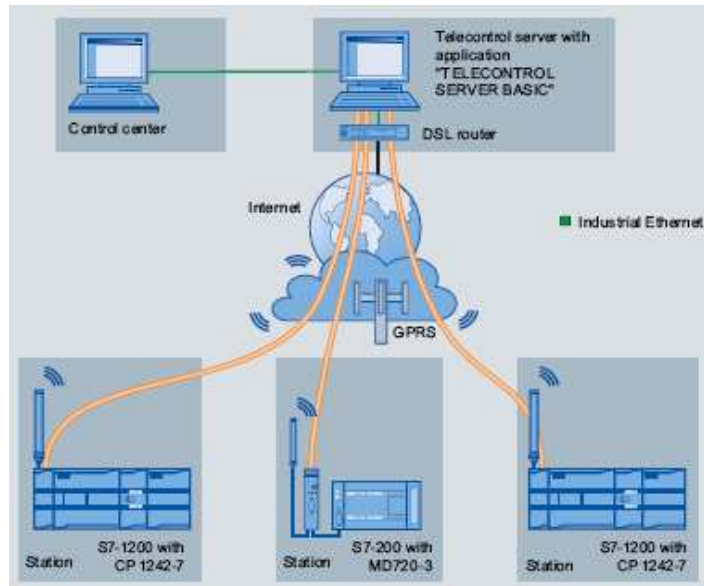 Telecontrol server with
application
"TELECONTROL
SERVER BASIC"
Control center
DSL router
Internet
Industrial Ethernet
GPRS
Station
S7-1200 with
CP 1242-7
Station
S7-200 with
MD720-3
Station
S7-1200 with
CP 1242-7